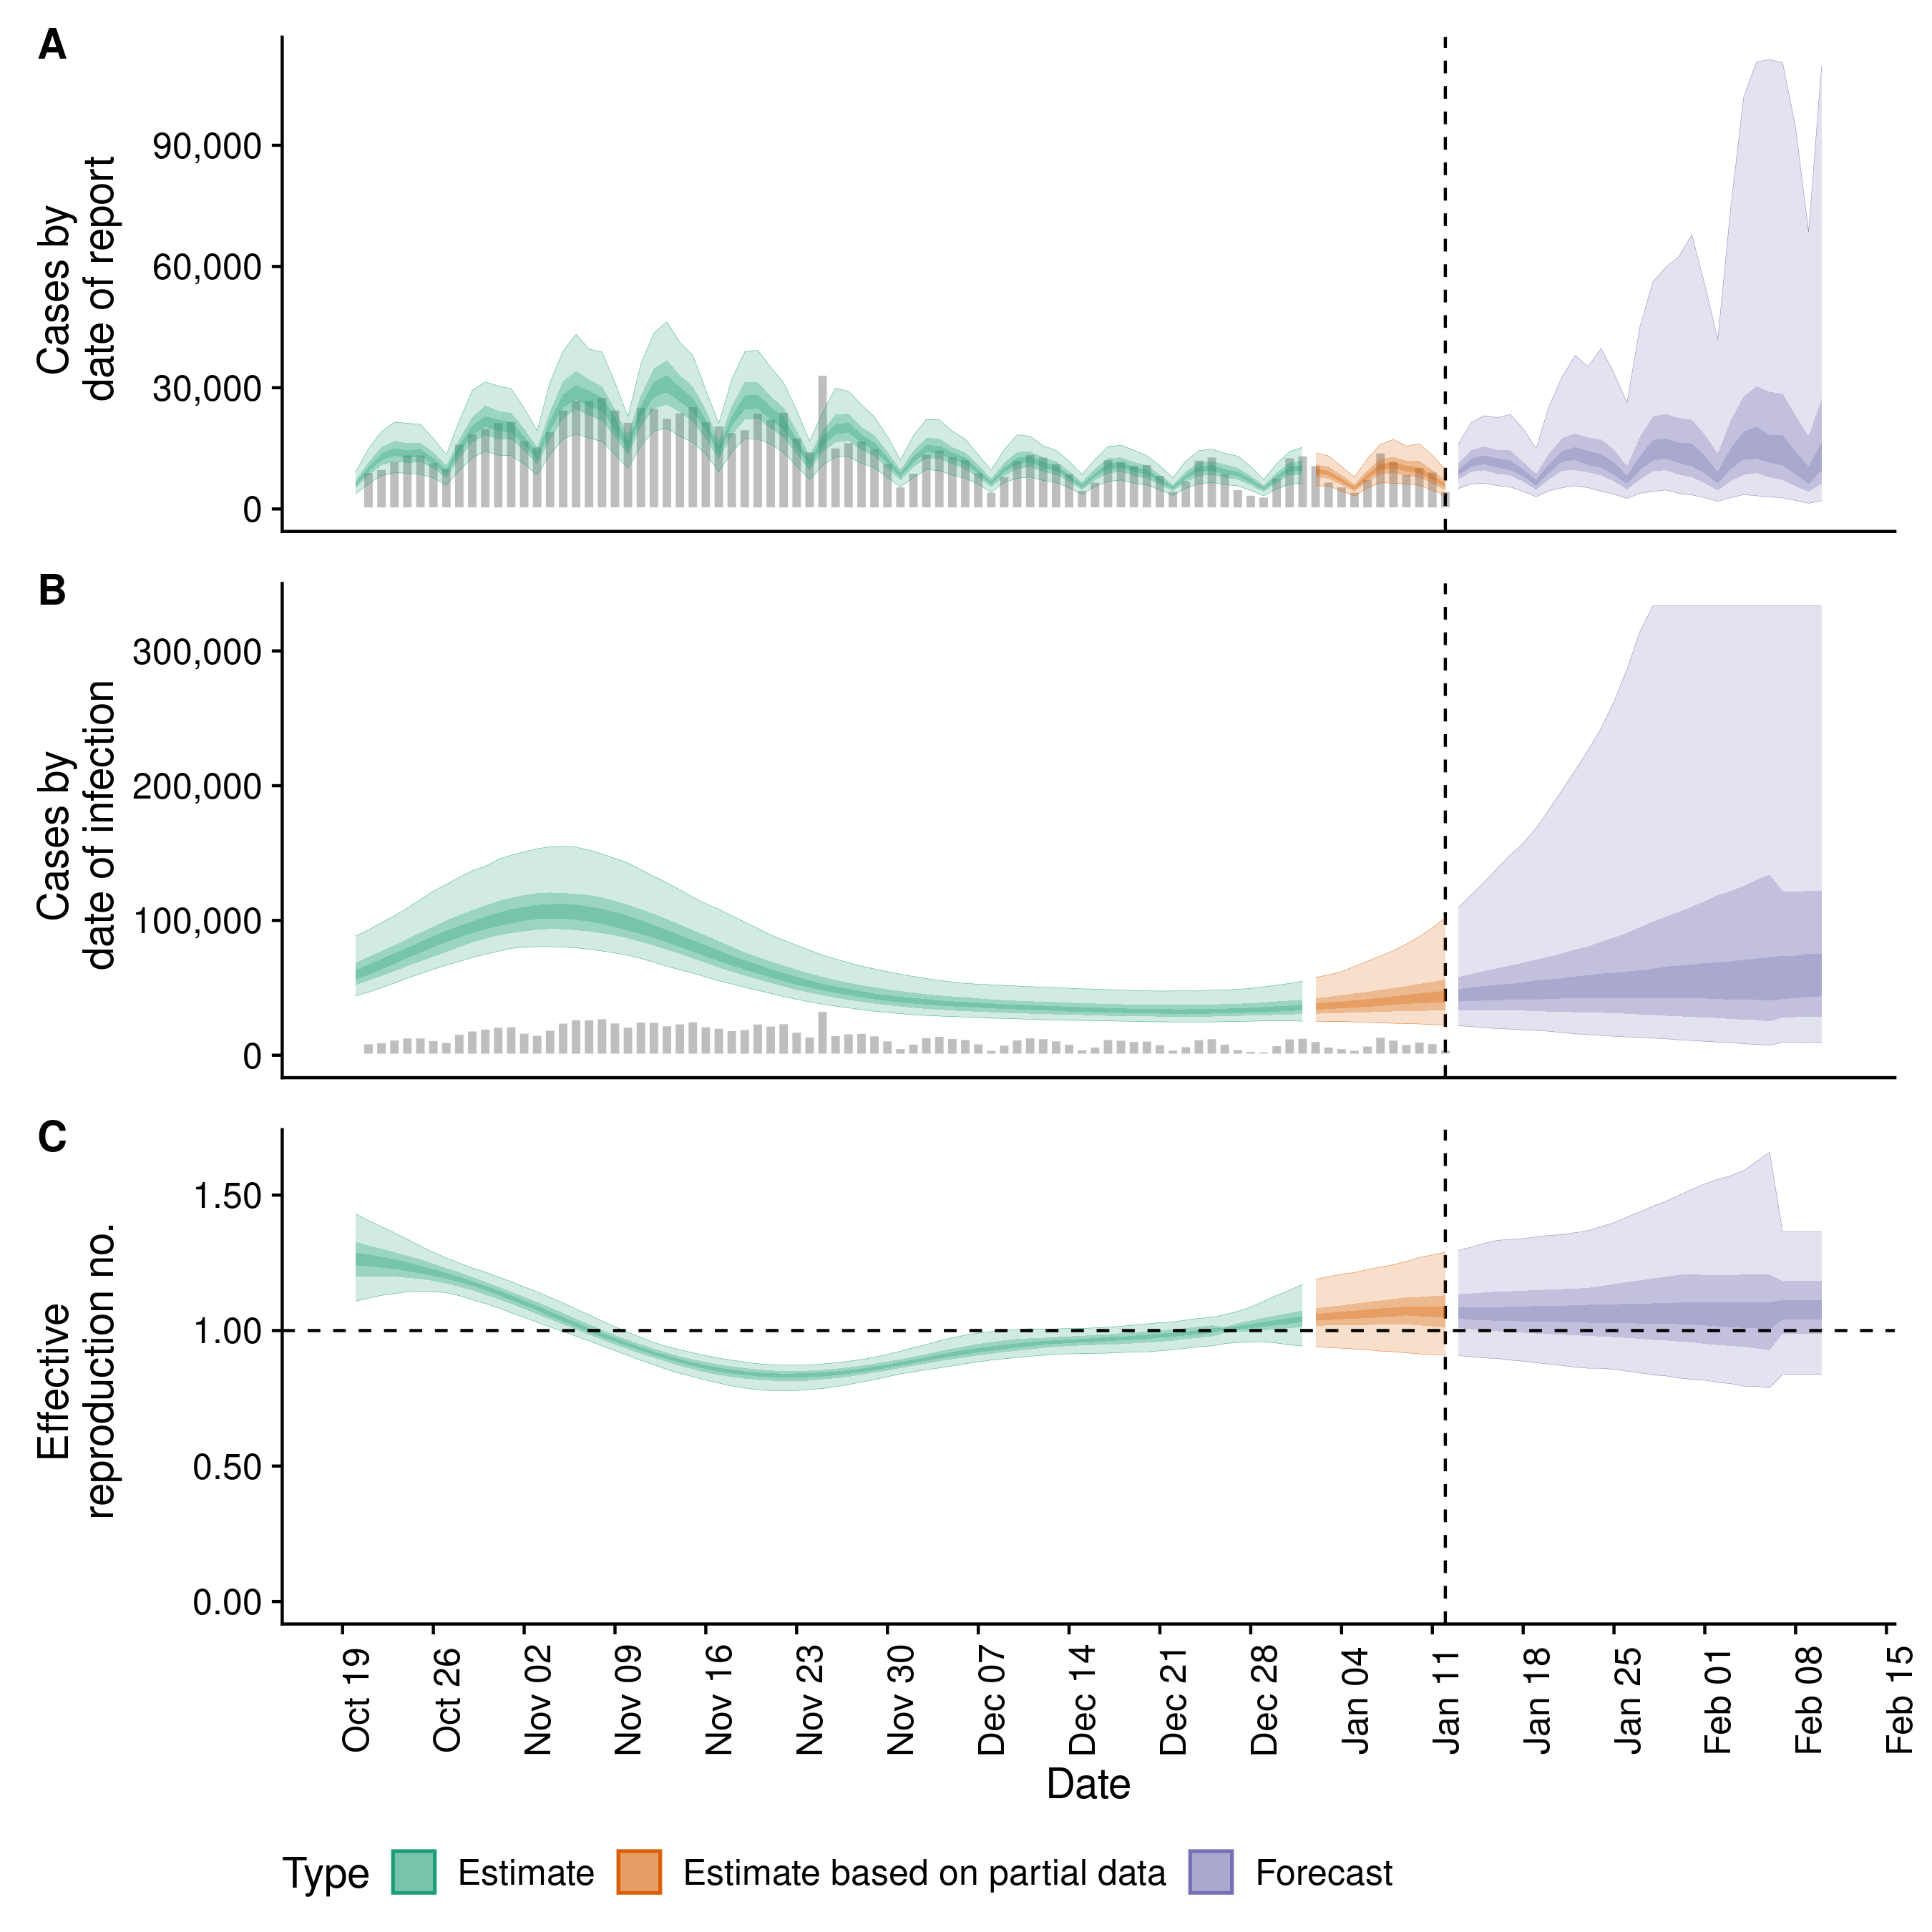 A
Cases by
date of report
90,000
60,000
30,000
0
B
Cases by
date of infection
300,000
200,000
100,000
0
C
Effective
reproduction no.
1.50
1.00
0.50
0.00
Oct 19
Oct 26
Nov 02
Nov 09
Nov 16
Nov 23
Nov 30
Dec 07
Dec 14
Dec 21
Dec 28
Jan 04
Jan 11
Jan 18
Jan 25
Feb 01
Feb 08
Feb 15
Date
Type Estimate Estimate based on partial data Forecast